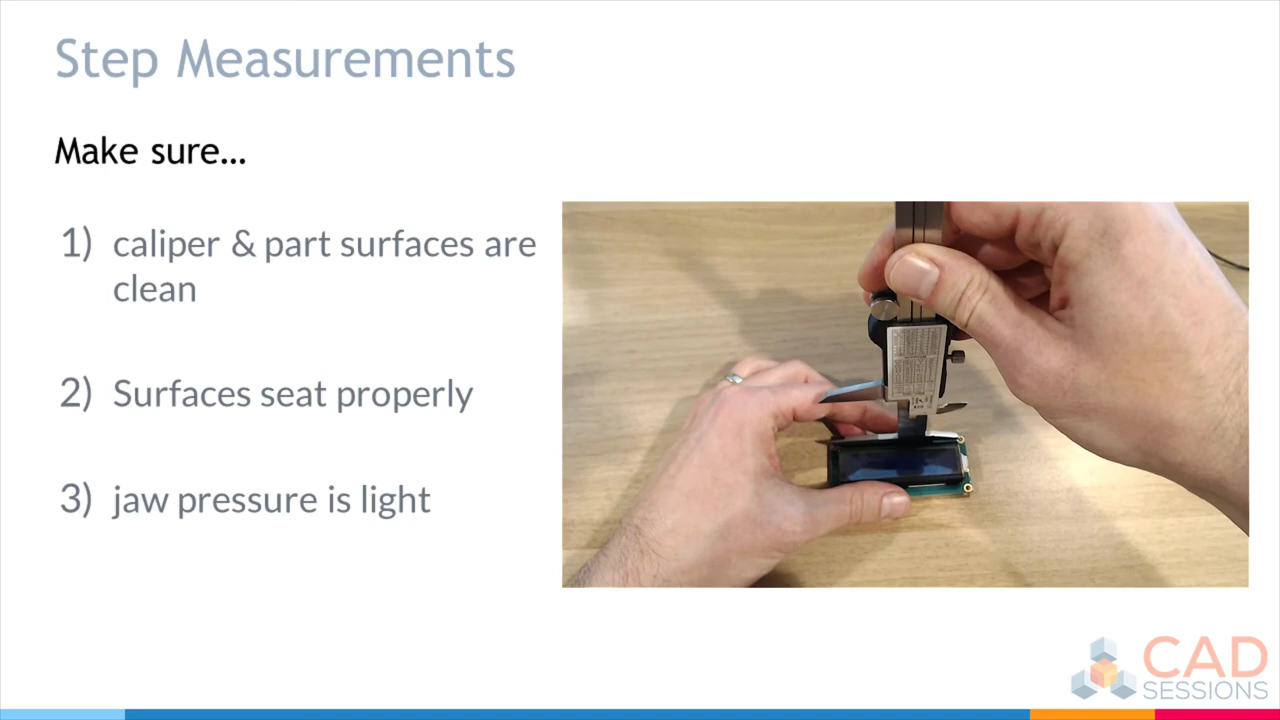 Step Measurements
Make sure...
1) caliper & part surfaces are
clean
2) Surfaces seat properly
3) jaw pressure is light
CAD
SESSIONS